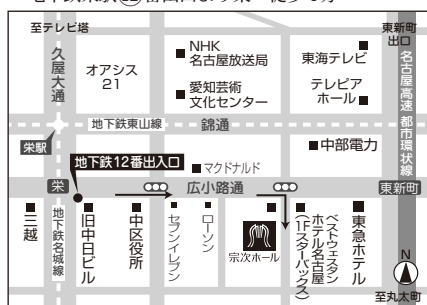 至テレビ塔
久屋大通
オアシス
21
NHK
名古屋放送局
愛知芸術
文化センター
東海テレビ
テレピア
ホール
東新町
出口
名古屋高速 都市環状線
地下鉄東山線
錦通
栄駅
地下鉄12番出入口
マクドナルド
中部電力
栄
広小路通
東新町
三越
地下鉄名城線
旧中日ビル
中区役所
セブンイレブン
ローソン
宗次ホール
ベストウェスタン
ホテル名古屋
(1Fスターバックス)
東急ホテル
N
至丸太町